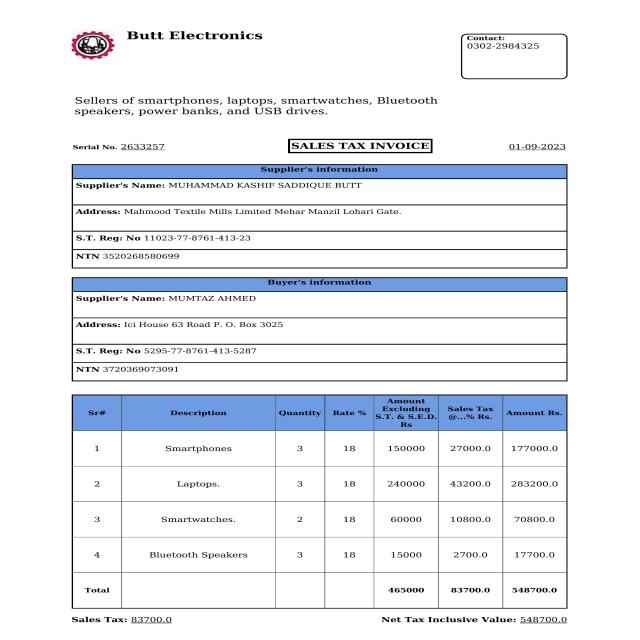 Butt Electronics
Contact:
0302-2984325
Sellers of smartphones, laptops, smartwatches, Bluetooth
speakers, power banks, and USB drives.
Serial No. 2633257 SALES TAX INVOICE 01-09-2023
Supplier's information
Supplier's Name: MUHAMMAD KASHIF SADDIQUE BUTT
Address: Mahmood Textile Mills Limited Mehar Manzil Lohari Gate.
S.T. Reg: No 11023-77-8761-413-23
NTN 3520268580699
Buyer's information
Supplier's Name: MUMTAZ AHMED
Address: Ici House 63 Road P. O. Box 3025
S.T. Reg: No 5295-77-8761-413-5287
NTN 3720369073091
Sr# Description Quantity Rate % Amount Excluding S.T. & S.E.D. Rs Sales Tax @...% Rs. Amount Rs.
1 Smartphones 3 18 150000 27000.0 177000.0
2 Laptops. 3 18 240000 43200.0 283200.0
3 Smartwatches. 2 18 60000 10800.0 70800.0
4 Bluetooth Speakers 3 18 15000 2700.0 17700.0
Total 465000 83700.0 548700.0
Sales Tax: 83700.0 Net Tax Inclusive Value: 548700.0